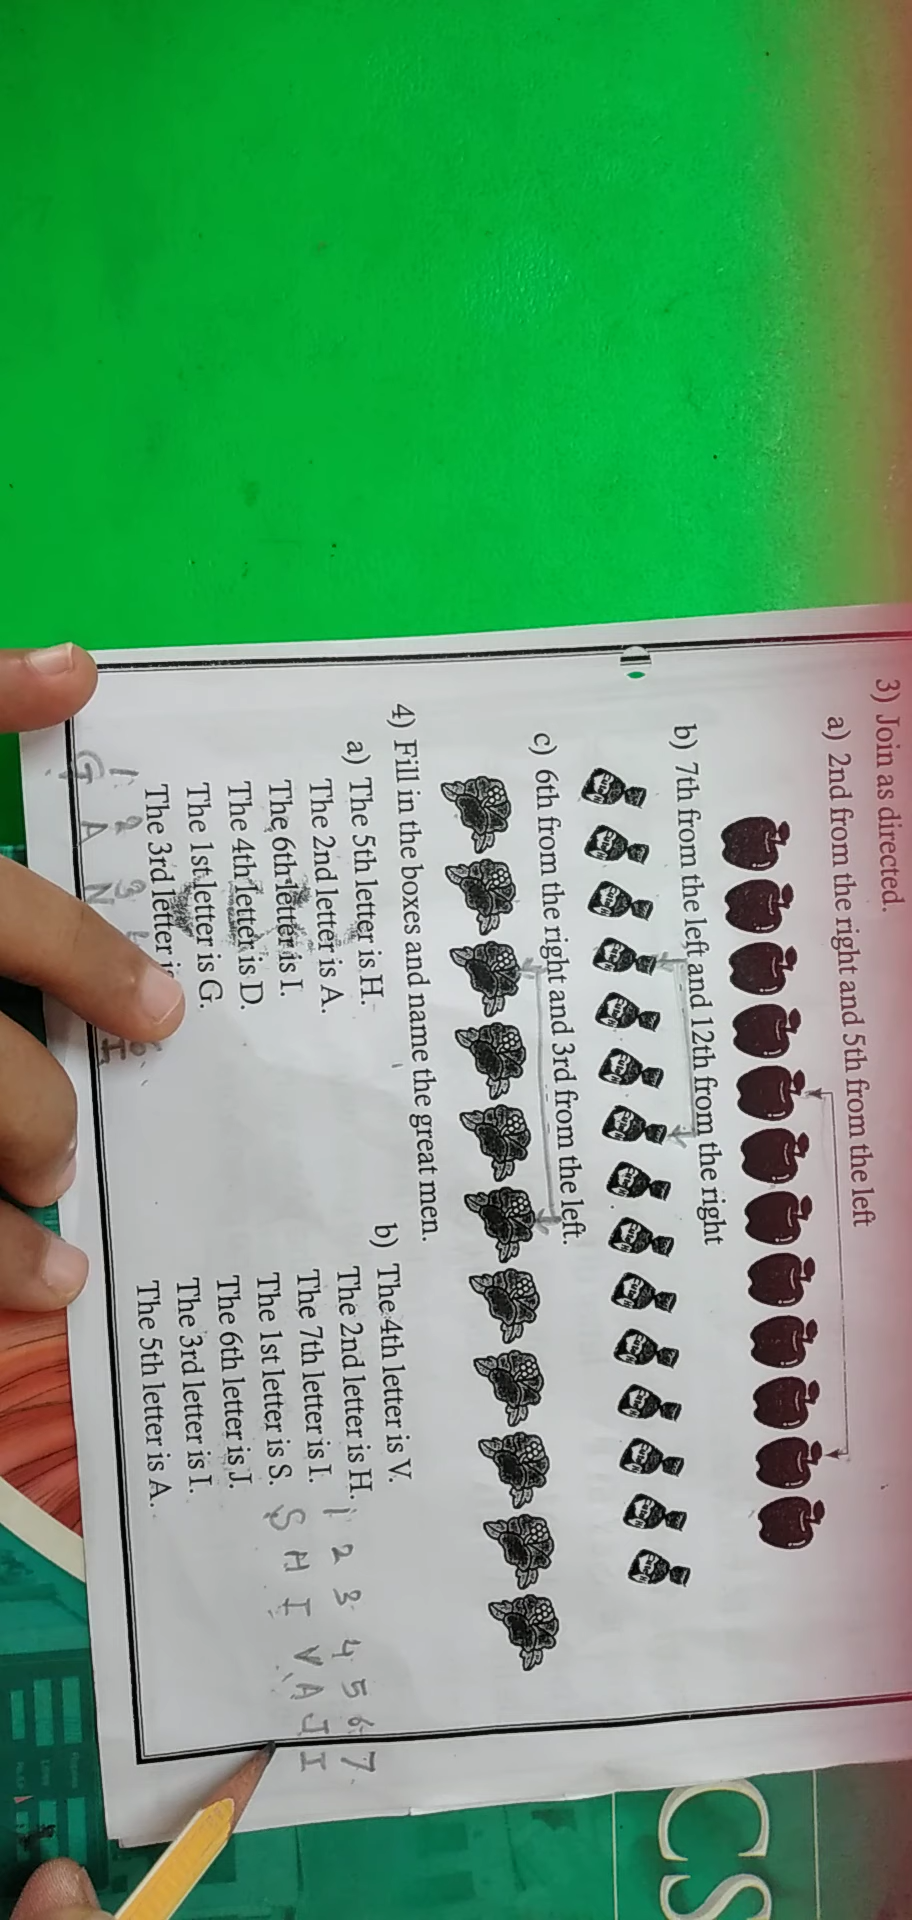 3) Join as directed.
a) 2nd from the right and 5th from the left
b) 7th from the left and 12th from the right
c) 6th from the right and 3rd from the left.
4) Fill in the boxes and name the great men.
a) The 5th letter is H.
The 2nd letter is A.
The 6th letter is I.
The 4th letter is D.
The 1st letter is G.
The 3rd letter
1 2 3
G A N I
b) The 4th letter is V.
The 2nd letter is H.
The 7th letter is I.
The 1st letter is S.
The 6th letter is J.
The 3rd letter is I.
The 5th letter is A.
1 2 3 4 5 6 7
S H I V A J I
CS